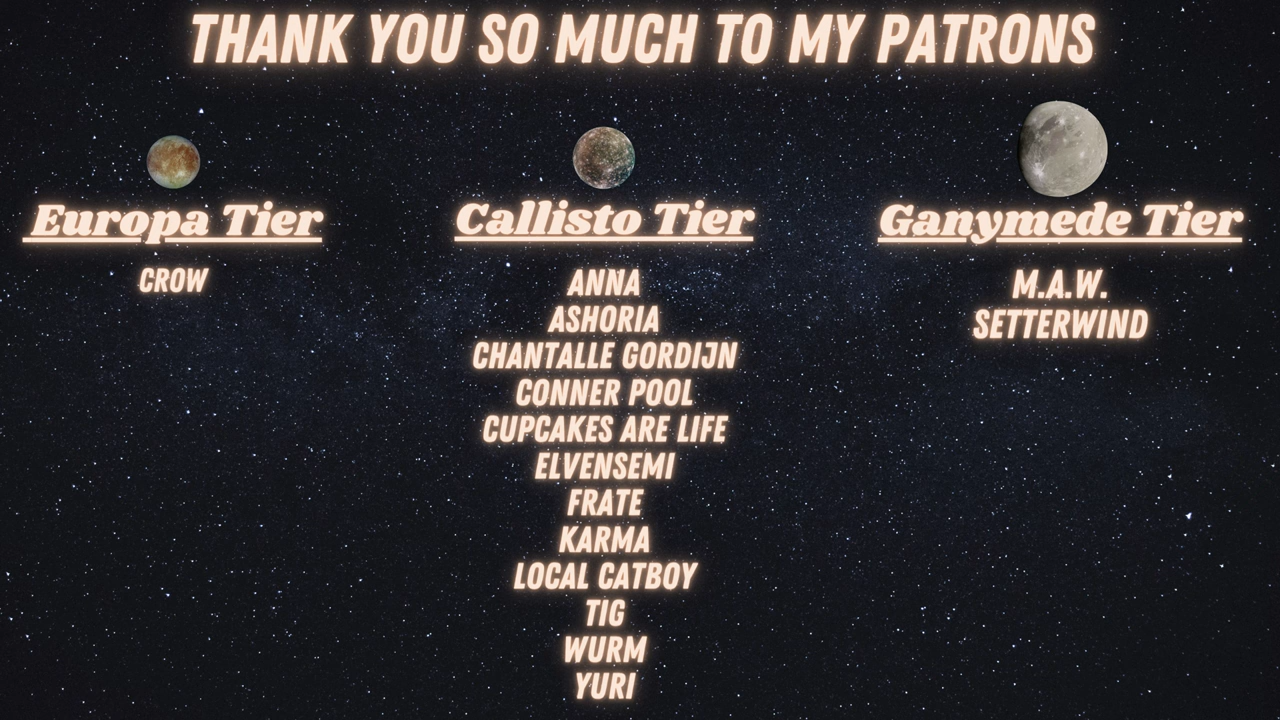 THANK YOU SO MUCH TO MY PATRONS
Europa Tier
CROW
Callisto Tier
ANNA
ASHORIA
CHANTALLE GORDIJN
CONNER POOL
CUPCAKES ARE LIFE
ELVENSEMI
FRATE
KARMA
LOCAL CATBOY
TIG
WURM
YURI
Ganymede Tier
M.A.W.
SETTERWIND